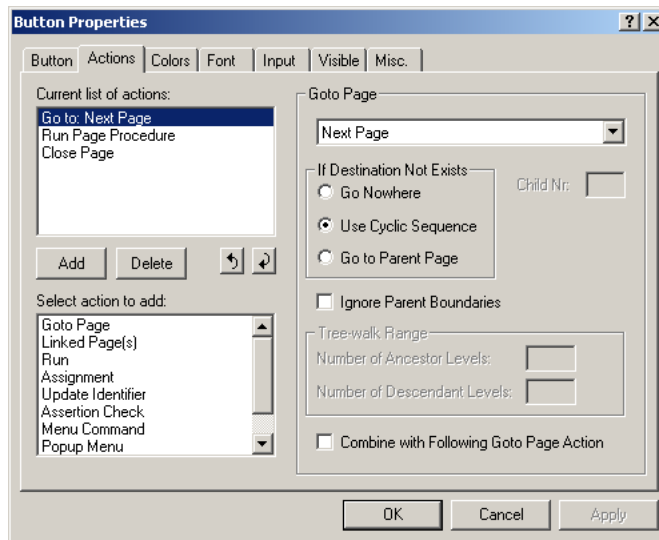 Button Properties
Button Actions Colors Font Input Visible Misc.
Current list of actions:
Go to: Next Page
Run Page Procedure
Close Page
Add Delete
Select action to add:
Goto Page
Linked Page(s)
Run
Assignment
Update Identifier
Assertion Check
Menu Command
Popup Menu
Goto Page
Next Page
If Destination Not Exists
Go Nowhere
Child Nr:
Use Cyclic Sequence
Go to Parent Page
Ignore Parent Boundaries
Tree-walk Range
Number of Ancestor Levels:
Number of Descendant Levels:
Combine with Following Goto Page Action
OK Cancel Apply